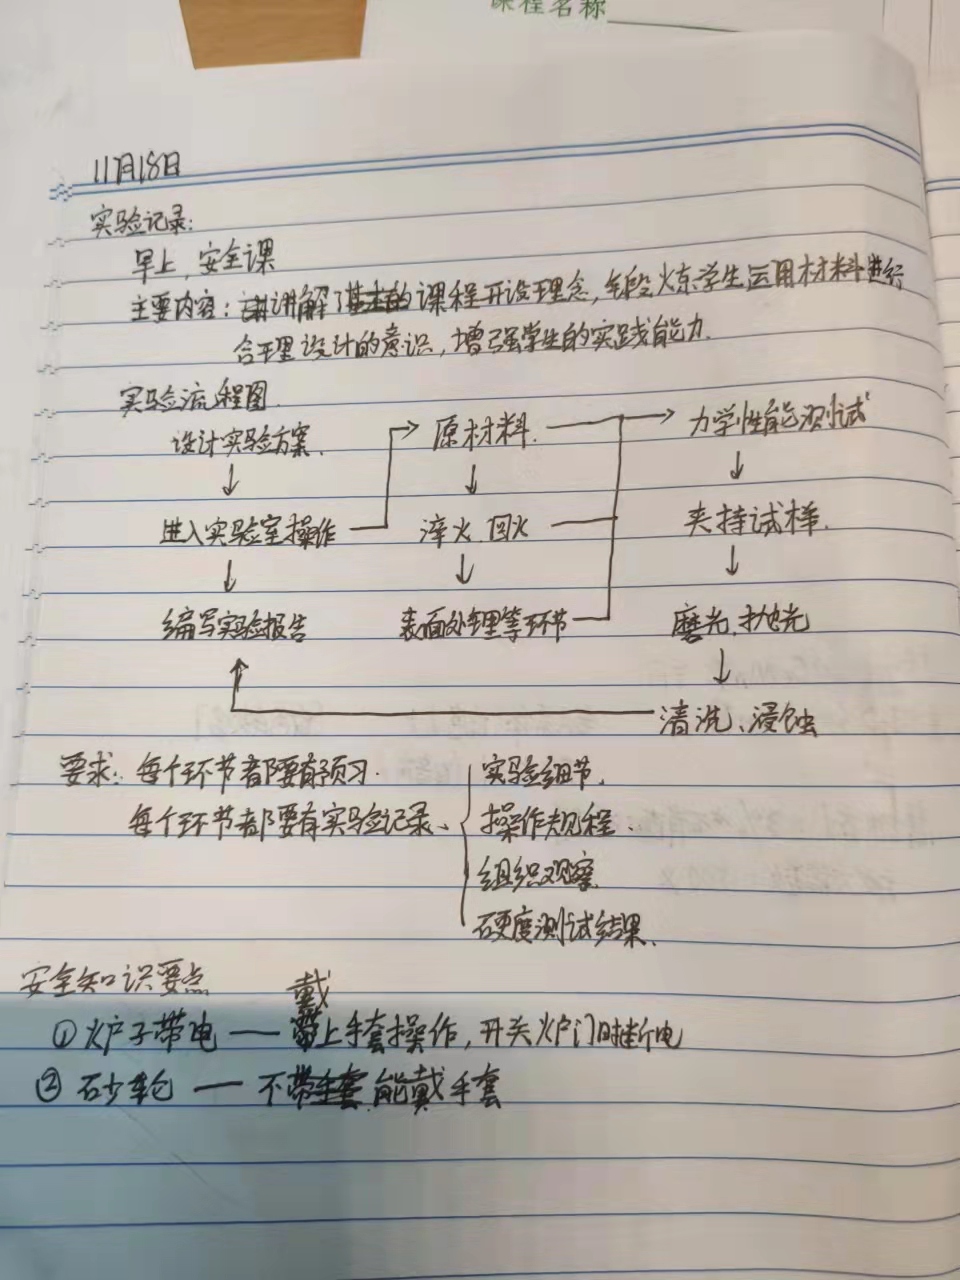 课程名称
11月18日
实验记录:
早上,安全课
主要内容:讲解了课程开设理念,锻炼学生运用材料进行
合理设计的意识,增强学生的实践能力.
实验流程图.
设计实验方案. → 原材料. → 力学性能测试
↓ ↓ ↓
进入实验室操作 淬火.回火 夹持试样.
↓ ↓ ↓
编写实验报告 表面处理等环节 磨光.抛光
↓
清洗、浸蚀
要求: 每个环节都要有预习. 实验细节.
每个环节都要有实验记录、 操作规程.
组织观察.
硬度测试结果.
安全知识要点
戴
①炉子带电 —— 上手套操作,开关炉门时断电
②砂轮 — 不能戴手套